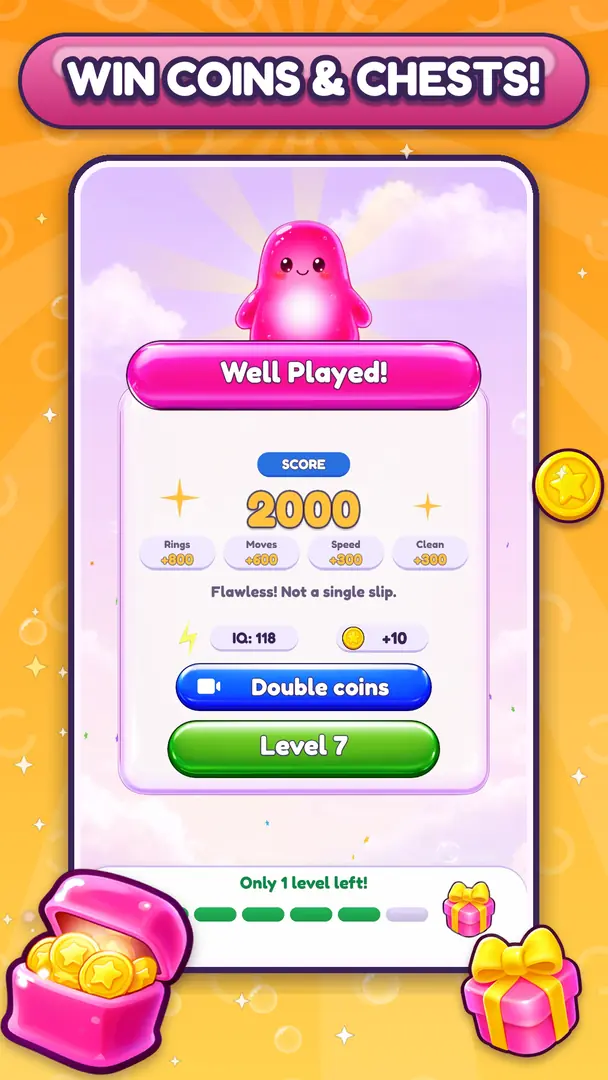 WIN COINS & CHESTS!
Well Played!
SCORE
2000
Rings Moves Speed Clean
+800 +600 +300 +300
Flawless! Not a single slip.
IQ: 118 +10
Double coins
Level 7
Only 1 level left!